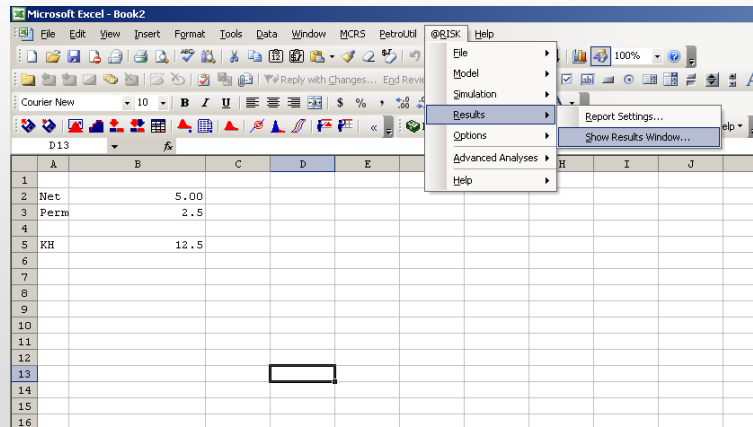 Microsoft Excel - Book2
File Edit View Insert Format Tools Data Window MCRS PetroUtil @RISK Help
100%
Reply with Changes... End Revie
Courier New 10 B I U $ % ,
D13 fx
File
Model
Simulation
Results
Options
Advanced Analyses
Help
Report Settings...
Show Results Window...
elp
A B C D E H I J
1
2 Net 5.00
3 Perm 2.5
4
5 KH 12.5
6
7
8
9
10
11
12
13
14
15
16